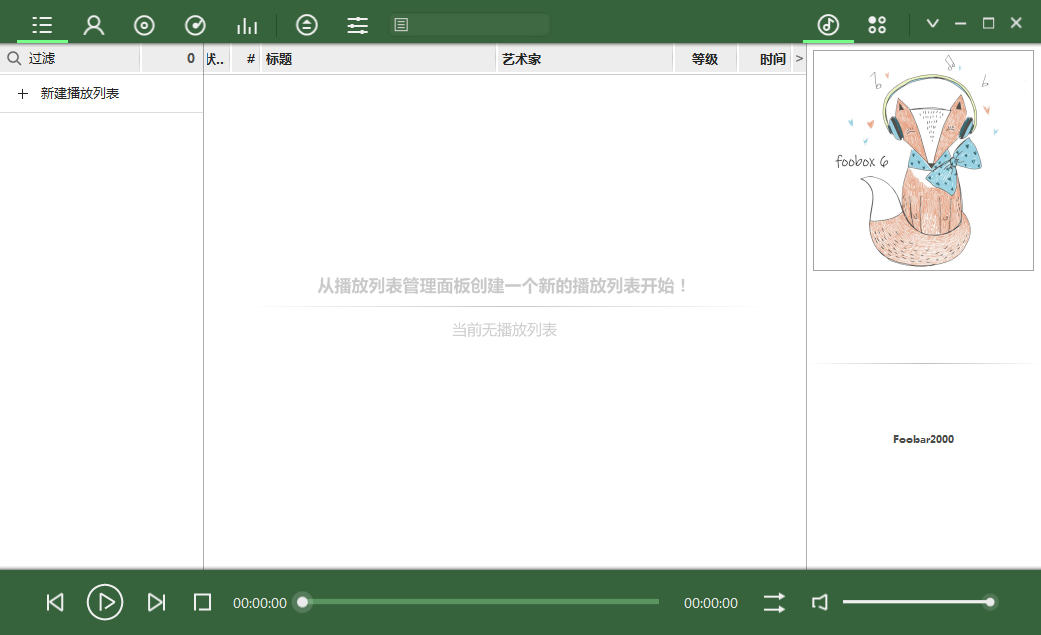 过滤
0
状..
#
标题
艺术家
等级
时间
>
新建播放列表
foobox 6
从播放列表管理面板创建一个新的播放列表开始！
当前无播放列表
Foobar2000
00:00:00
00:00:00